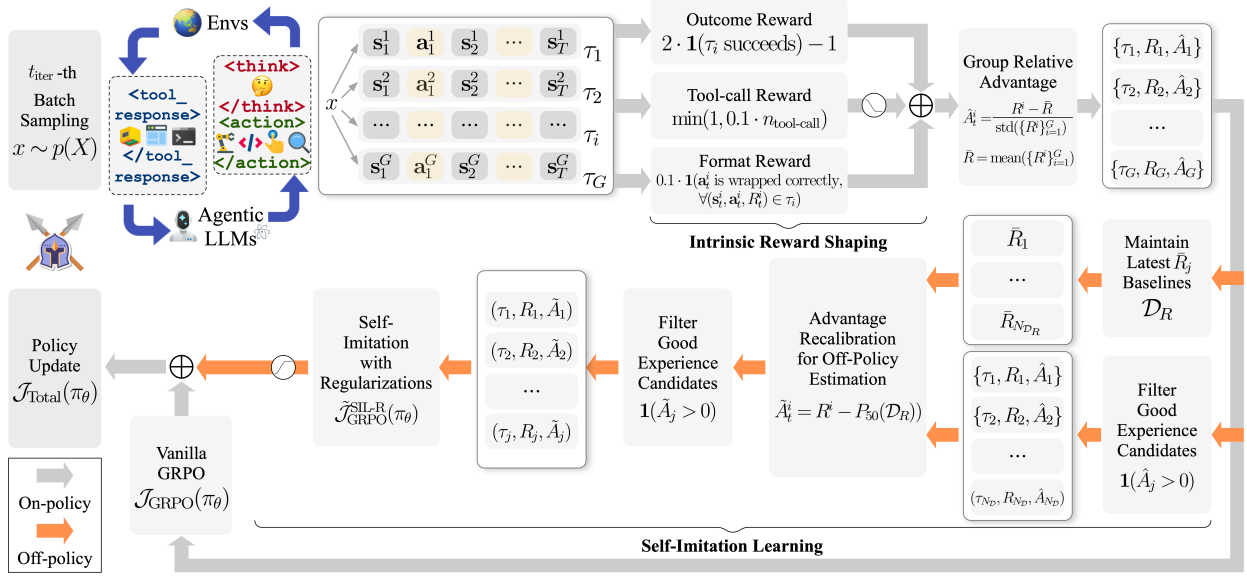 t_iter -th
Batch
Sampling
x ∼ p(X)
Envs
<tool_
response>
</tool_
response>
<think>
</think>
<action>
</>
</action>
Agentic
LLMs
x
s_1^1 a_1^1 s_2^1 ··· s_T^1 τ_1
s_1^2 a_1^2 s_2^2 ··· s_T^2 τ_2
··· ··· ··· ··· ··· τ_i
s_1^G a_1^G s_2^G ··· s_T^G τ_G
Outcome Reward
2 · 1(τ_i succeeds) − 1
Tool-call Reward
min(1, 0.1 · n_tool-call)
Format Reward
0.1 · 1(a_t^i is wrapped correctly,
∀(s_t^i, a_t^i, R_t^i) ∈ τ_i)
Intrinsic Reward Shaping
Group Relative
Advantage
Â_t^i = (R^i − R̄) / std({R^i}_{i=1}^G)
R̄ = mean({R^i}_{i=1}^G)
{τ_1, R_1, Â_1}
{τ_2, R_2, Â_2}
...
{τ_G, R_G, Â_G}
Maintain
Latest R̄_j
Baselines
𝒟_R
R̄_1
...
R̄_{N_{𝒟_R}}
Filter
Good
Experience
Candidates
1(Â_j > 0)
{τ_1, R_1, Â_1}
{τ_2, R_2, Â_2}
...
(τ_{N_𝒟}, R_{N_𝒟}, Â_{N_𝒟})
Advantage
Recalibration
for Off-Policy
Estimation
Ã_t^i = R^i − P_50(𝒟_R))
Filter
Good
Experience
Candidates
1(Ã_j > 0)
(τ_1, R_1, Ã_1)
(τ_2, R_2, Ã_2)
...
(τ_j, R_j, Ã_j)
Self-
Imitation
with
Regularizations
𝒥̃_GRPO^SIL-R(π_θ)
Policy
Update
𝒥_Total(π_θ)
Vanilla
GRPO
𝒥_GRPO(π_θ)
On-policy
Off-policy
Self-Imitation Learning